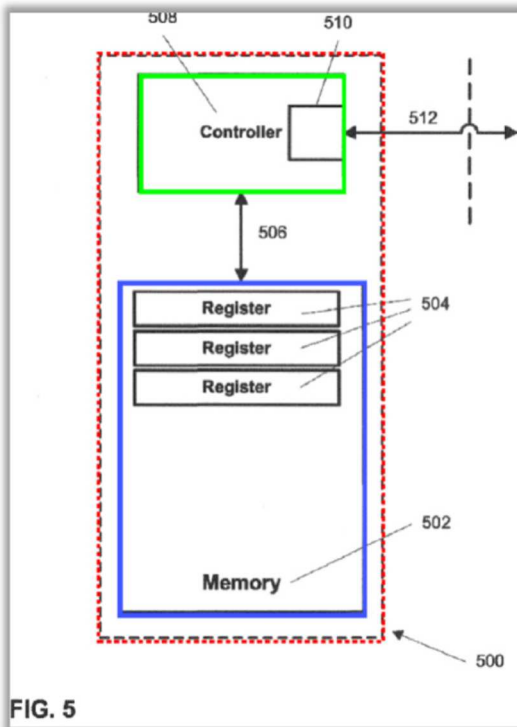 508
510
Controller
512
506
Register
504
Register
Register
502
Memory
500
FIG. 5